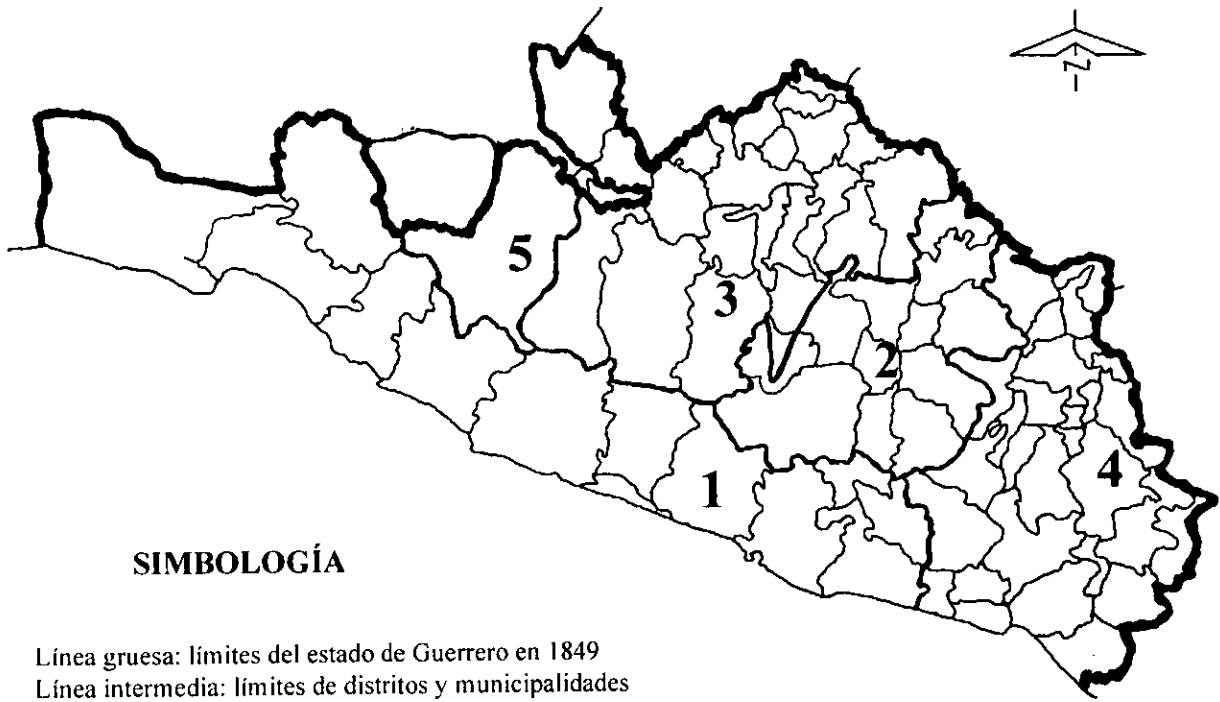 N
5
3
2
4
1
SIMBOLOGÍA
Línea gruesa: límites del estado de Guerrero en 1849
Línea intermedia: límites de distritos y municipalidades